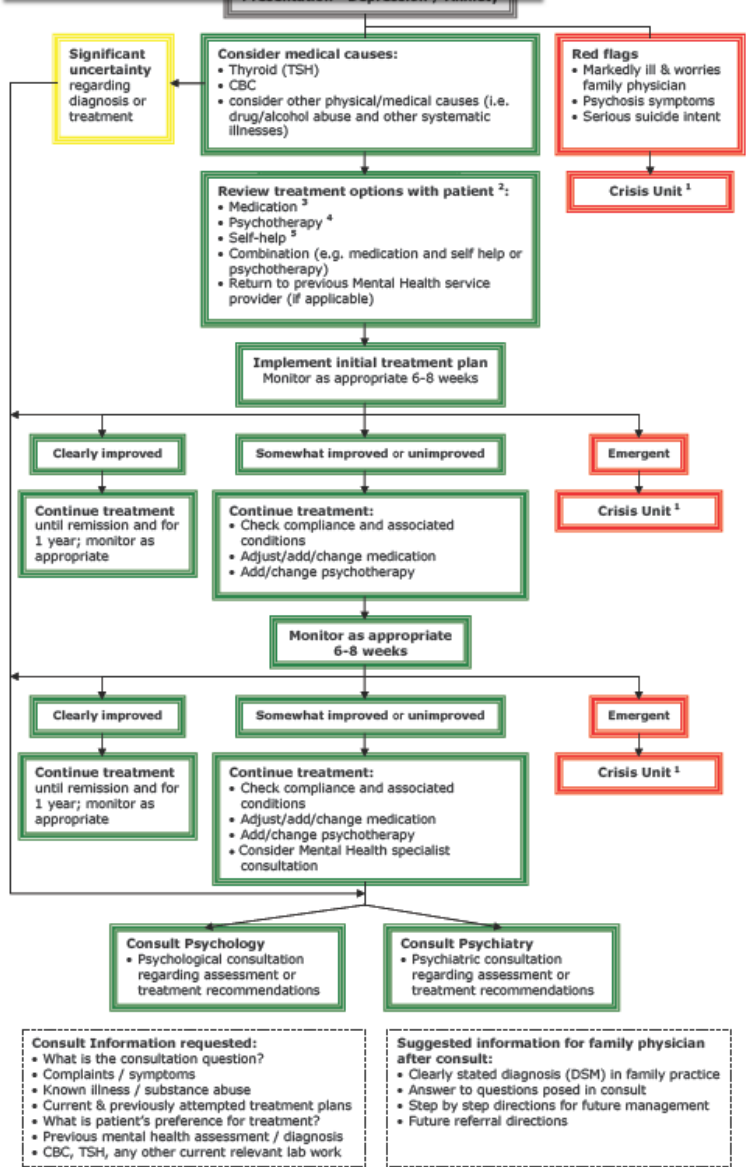 Presentation - Depression / Anxiety
Significant
uncertainty
regarding
diagnosis or
treatment
Consider medical causes:
• Thyroid (TSH)
• CBC
• consider other physical/medical causes (i.e.
drug/alcohol abuse and other systematic
illnesses)
Red flags
• Markedly ill & worries
family physician
• Psychosis symptoms
• Serious suicide intent
Crisis Unit 1
Review treatment options with patient 2:
• Medication 3
• Psychotherapy 4
• Self-help 5
• Combination (e.g. medication and self help or
psychotherapy)
• Return to previous Mental Health service
provider (if applicable)
Implement initial treatment plan
Monitor as appropriate 6-8 weeks
Clearly improved
Somewhat improved or unimproved
Emergent
Continue treatment
until remission and for
1 year; monitor as
appropriate
Continue treatment:
• Check compliance and associated
conditions
• Adjust/add/change medication
• Add/change psychotherapy
Crisis Unit 1
Monitor as appropriate
6-8 weeks
Clearly improved
Somewhat improved or unimproved
Emergent
Continue treatment
until remission and for
1 year; monitor as
appropriate
Continue treatment:
• Check compliance and associated
conditions
• Adjust/add/change medication
• Add/change psychotherapy
• Consider Mental Health specialist
consultation
Crisis Unit 1
Consult Psychology
• Psychological consultation
regarding assessment or
treatment recommendations
Consult Psychiatry
• Psychiatric consultation
regarding assessment or
treatment recommendations
Consult Information requested:
• What is the consultation question?
• Complaints / symptoms
• Known illness / substance abuse
• Current & previously attempted treatment plans
• What is patient's preference for treatment?
• Previous mental health assessment / diagnosis
• CBC, TSH, any other current relevant lab work
Suggested information for family physician
after consult:
• Clearly stated diagnosis (DSM) in family practice
• Answer to questions posed in consult
• Step by step directions for future management
• Future referral directions